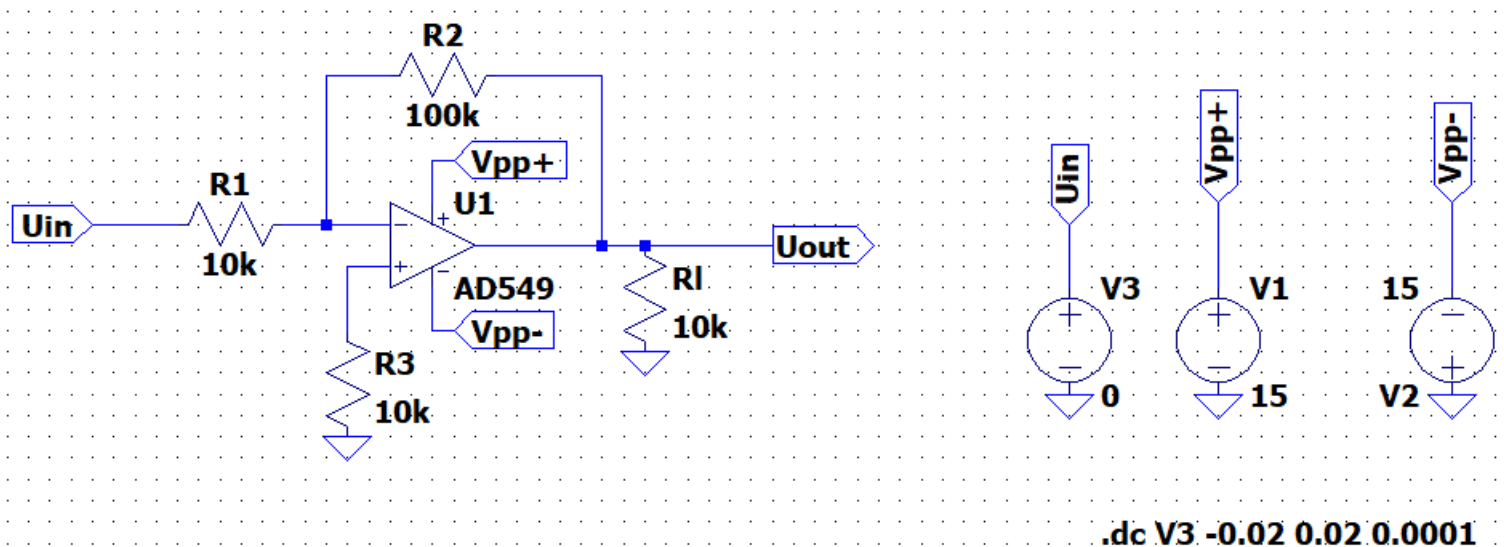 R2
100k
Vpp+
R1
U1
Uin
10k
Uout
AD549
Rl
10k
Vpp-
R3
10k
Uin
Vpp+
Vpp-
V3
V1
15
0
15
V2
.dc V3 -0.02 0.02 0.0001